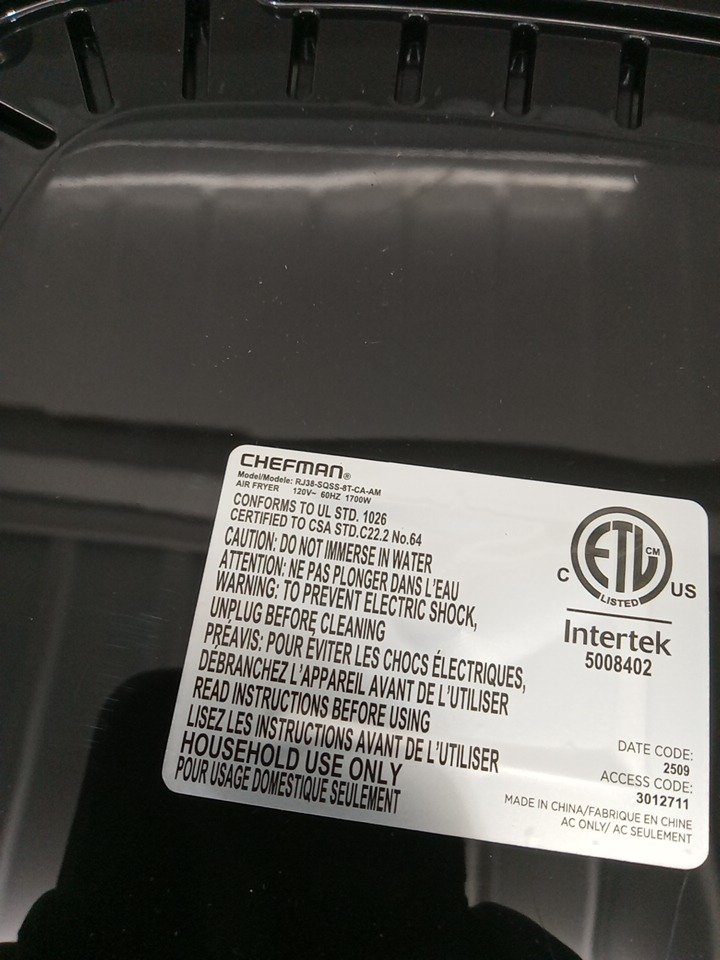 CHEFMAN®
Model/Modele: RJ38-SQSS-8T-CA-AM
AIR FRYER 120V~ 60HZ 1700W
CONFORMS TO UL STD. 1026
CERTIFIED TO CSA STD.C22.2 No.64
CAUTION: DO NOT IMMERSE IN WATER
ATTENTION: NE PAS PLONGER DANS L'EAU
WARNING: TO PREVENT ELECTRIC SHOCK,
UNPLUG BEFORE CLEANING
PRÉAVIS: POUR ÉVITER LES CHOCS ÉLECTRIQUES,
DÉBRANCHEZ L'APPAREIL AVANT DE L'UTILISER
READ INSTRUCTIONS BEFORE USING
LISEZ LES INSTRUCTIONS AVANT DE L'UTILISER
HOUSEHOLD USE ONLY
POUR USAGE DOMESTIQUE SEULEMENT
ETL CM
LISTED
C US
Intertek
5008402
DATE CODE:
2509
ACCESS CODE:
3012711
MADE IN CHINA/FABRIQUE EN CHINE
AC ONLY/ AC SEULEMENT